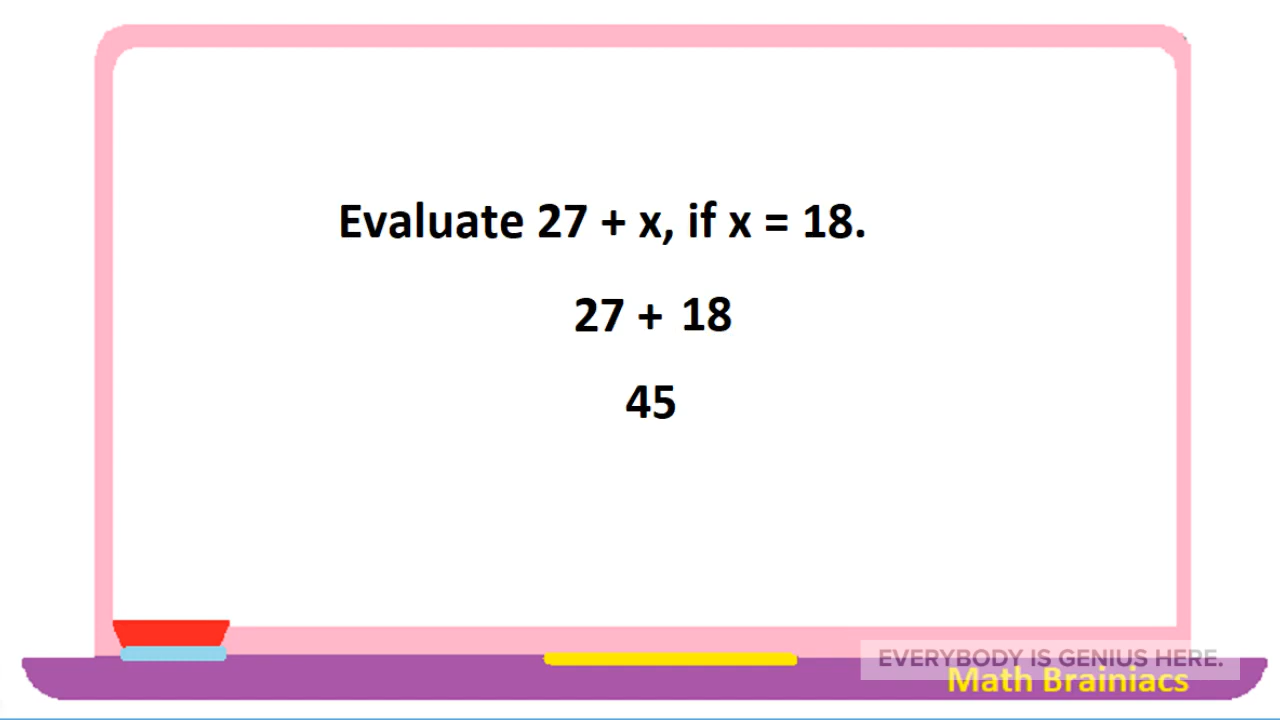 Evaluate 27 + x, if x = 18.
27 + 18
45
EVERYBODY IS GENIUS HERE.
Math Brainiacs